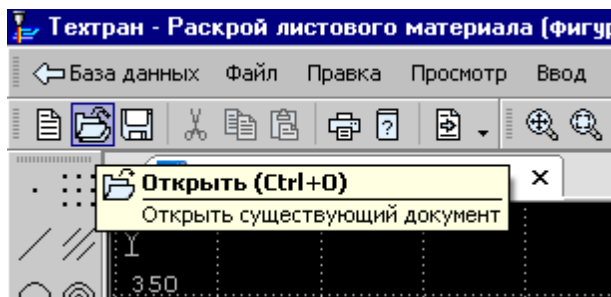 Техтран - Раскрой листового материала (фигур
База данных Файл Правка Просмотр Ввод
Открыть (Ctrl+O)
Открыть существующий документ
Y
350